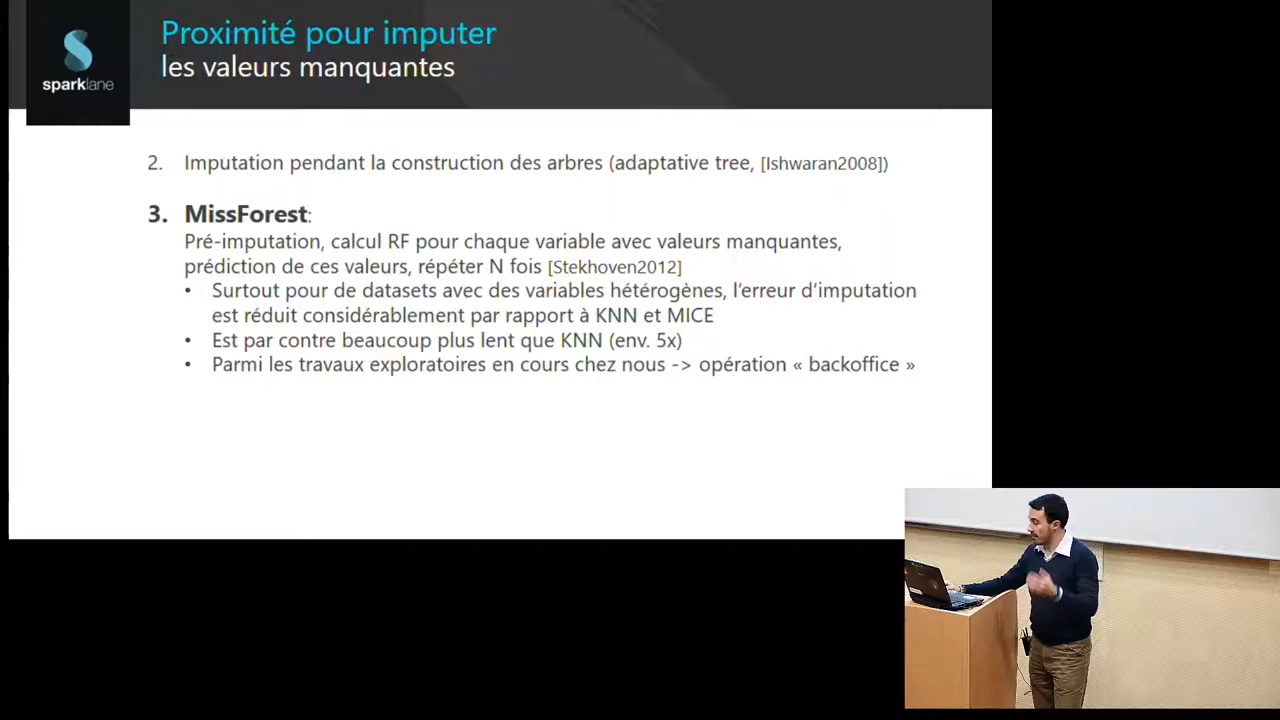 Proximité pour imputer
les valeurs manquantes
sparklane
2. Imputation pendant la construction des arbres (adaptative tree, [Ishwaran2008])
3. MissForest:
Pré-imputation, calcul RF pour chaque variable avec valeurs manquantes,
prédiction de ces valeurs, répéter N fois [Stekhoven2012]
• Surtout pour de datasets avec des variables hétérogènes, l’erreur d’imputation
est réduit considérablement par rapport à KNN et MICE
• Est par contre beaucoup plus lent que KNN (env. 5x)
• Parmi les travaux exploratoires en cours chez nous -> opération « backoffice »